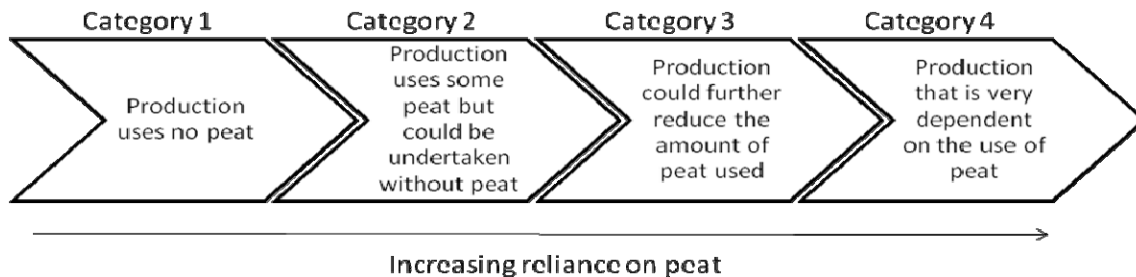 Category 1
Category 2
Category 3
Category 4
Production
uses no peat
Production
uses some
peat but
could be
undertaken
without peat
Production
could further
reduce the
amount of
peat used
Production
that is very
dependent
on the use of
peat
Increasing reliance on peat